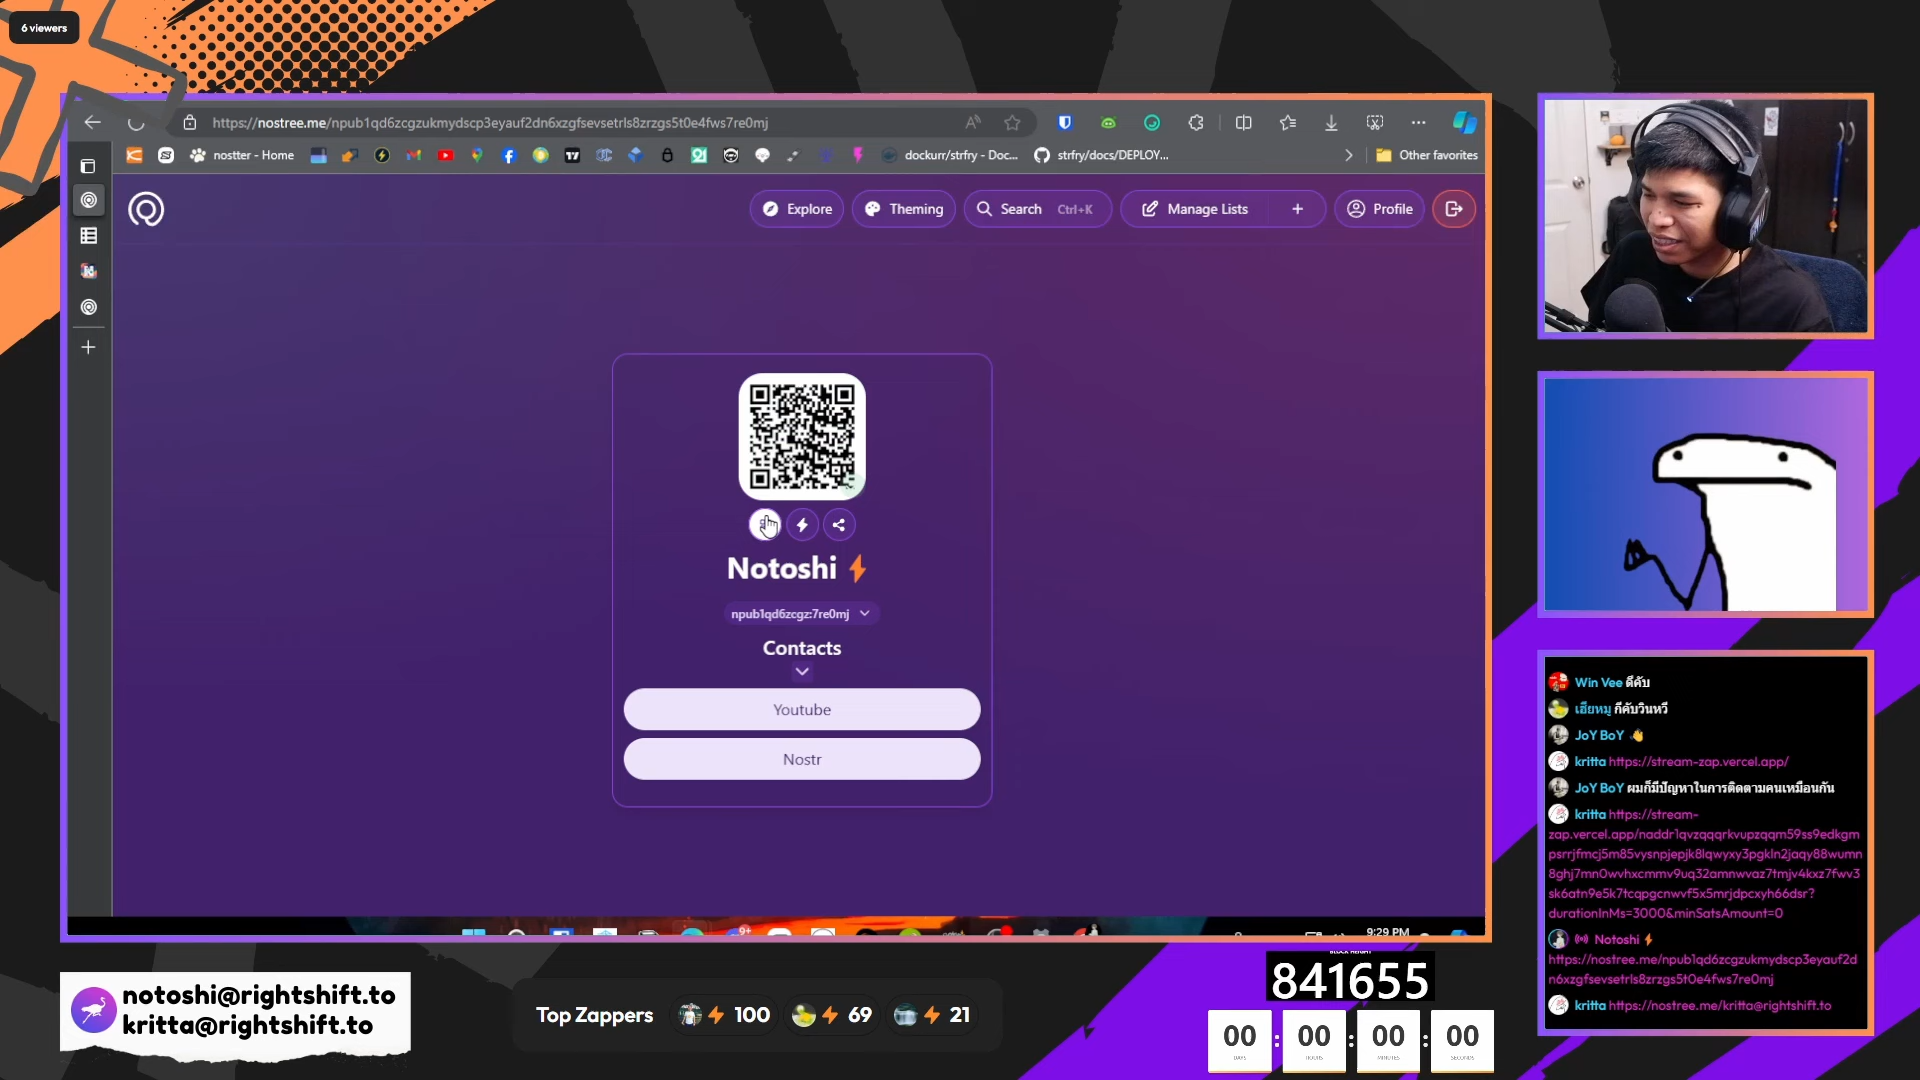 6 viewers
https://nostree.me/npub1qd6zcgzukmydscp3eyauf2dn6xzgfsevsetrls8zrzgs5t0e4fws7re0mj
nostter - Home
dockurr/strfry - Doc...
strfry/docs/DEPLOY...
Other favorites
Explore
Theming
Search Ctrl+K
Manage Lists
+
Profile
Notoshi
npub1qd6zcgz:7re0mj
Contacts
Youtube
Nostr
9:29 PM
Win Vee ดีคับ
เฮียหมู กีคับวินหวี
JoY BoY
kritta https://stream-zap.vercel.app/
JoY BoY ผมก็มีปัญหาในการติดตามคนเหมือนกัน
kritta https://stream-
zap.vercel.app/naddr1qvzqqqrkvupzqqm59ss9edkgm
psrrjfmcj5m85vysnpjepjk8lqwyxy3pgkln2jaqy88wumn
8ghj7mn0wvhxcmmv9uq32amnwvaz7tmjv4kxz7fwv3
sk6atn9e5k7tcqpgcnwvf5x5mrjdpcxyh66dsr?
durationInMs=3000&minSatsAmount=0
Notoshi
https://nostree.me/npub1qd6zcgzukmydscp3eyauf2d
n6xzgfsevsetrls8zrzgs5t0e4fws7re0mj
kritta https://nostree.me/kritta@rightshift.to
notoshi@rightshift.to
kritta@rightshift.to
Top Zappers 100 69 21
BLOCK HEIGHT
841655
00 : 00 : 00 : 00
DAYS HOURS MINUTES SECONDS